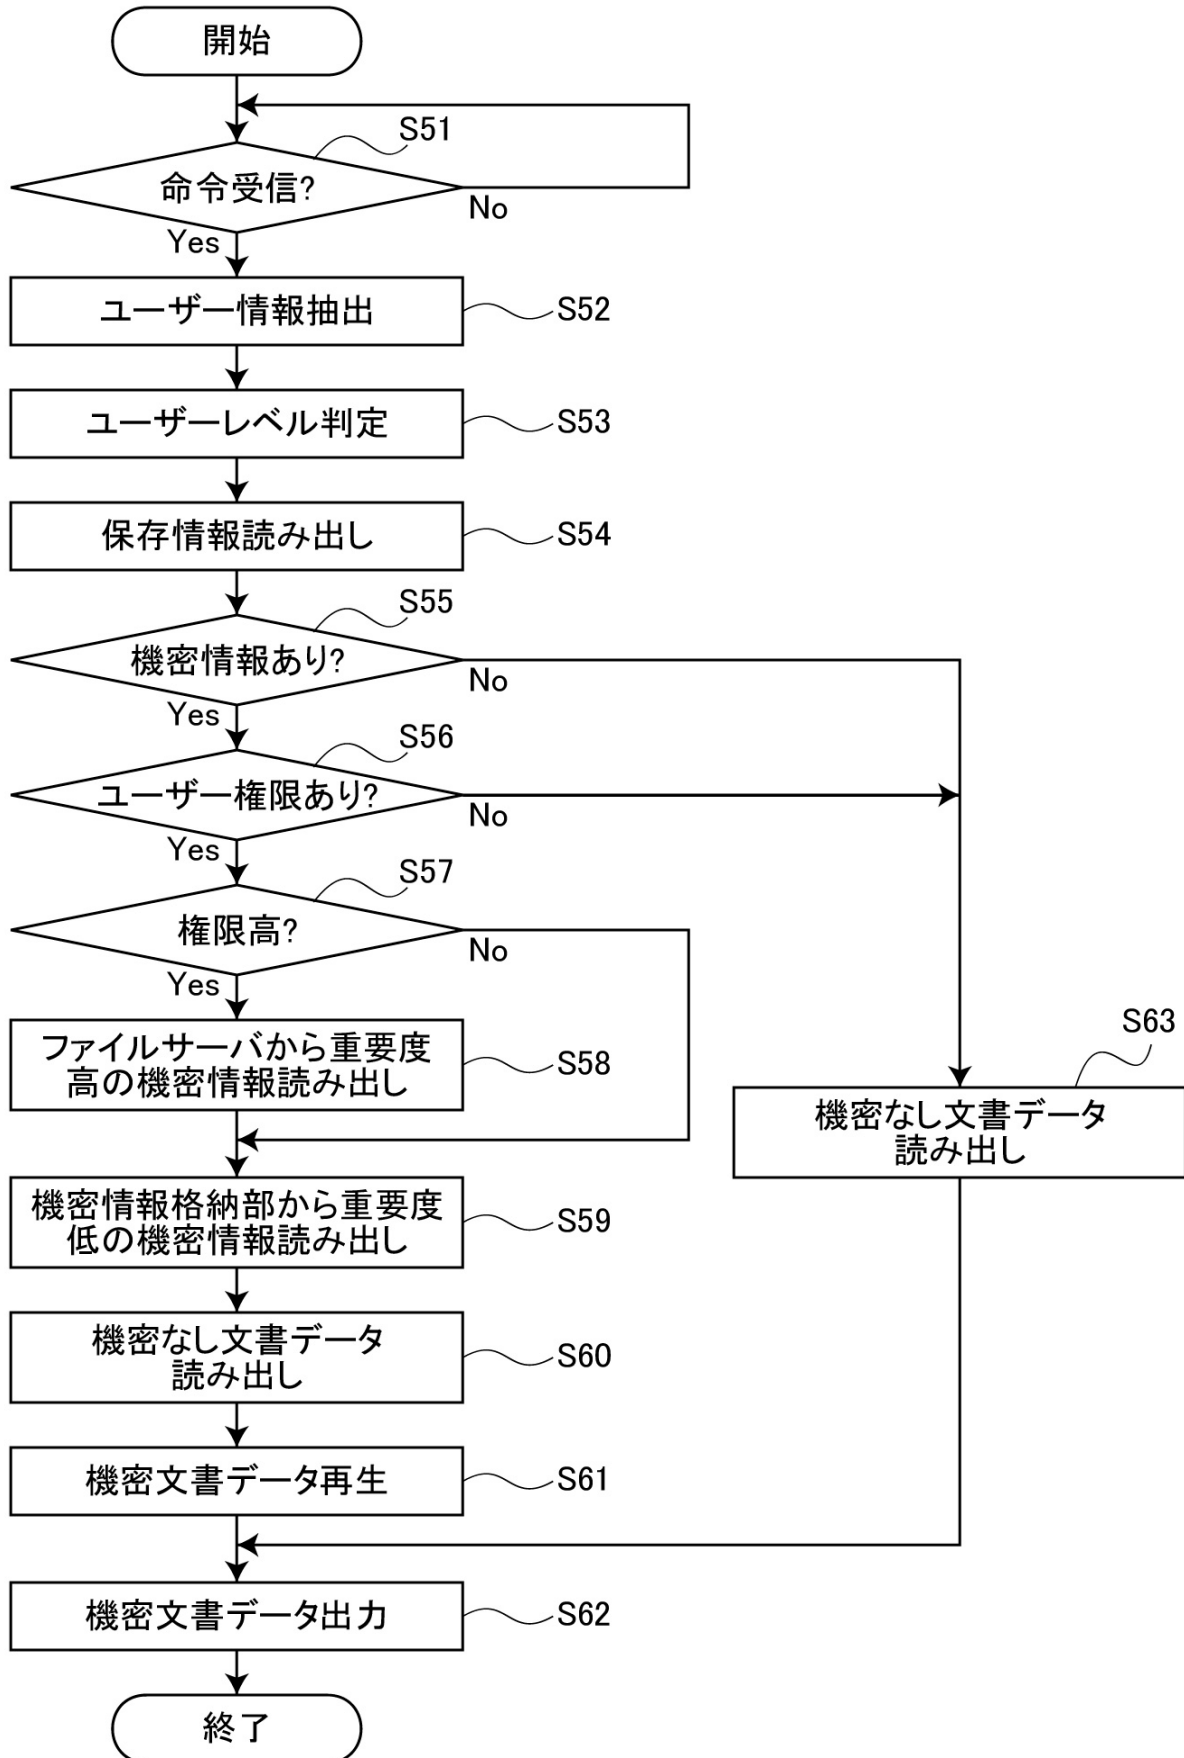 開始
S51
命令受信?
No
Yes
ユーザー情報抽出
S52
ユーザーレベル判定
S53
保存情報読み出し
S54
S55
機密情報あり?
No
Yes
S56
ユーザー権限あり?
No
Yes
S57
権限高?
No
Yes
ファイルサーバから重要度
高の機密情報読み出し
S58
S63
機密なし文書データ
読み出し
機密情報格納部から重要度
低の機密情報読み出し
S59
機密なし文書データ
読み出し
S60
機密文書データ再生
S61
機密文書データ出力
S62
終了